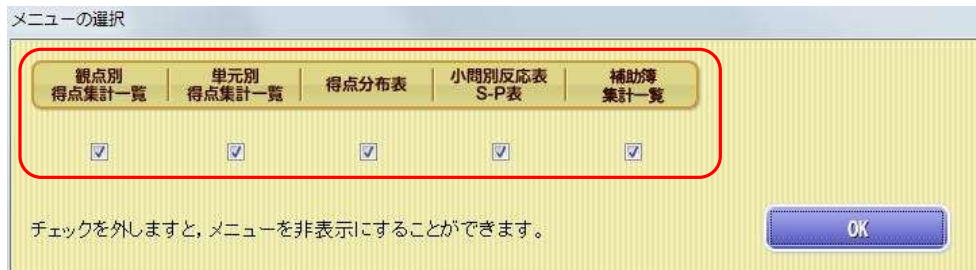 メニューの選択
観点別
得点集計一覧
単元別
得点集計一覧
得点分布表
小問別反応表
S-P表
補助簿
集計一覧
チェックを外しますと,メニューを非表示にすることができます。
OK